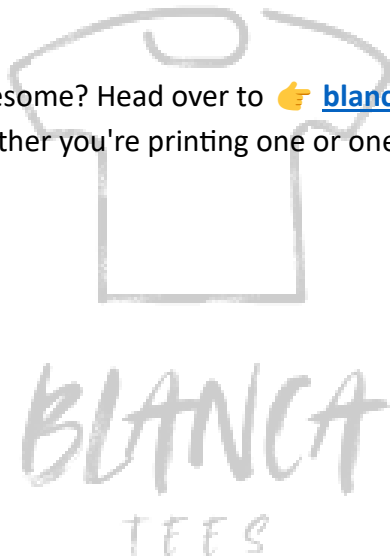 esome? Head over to 👉 blanc
ther you're printing one or one
BLANCA
TEES